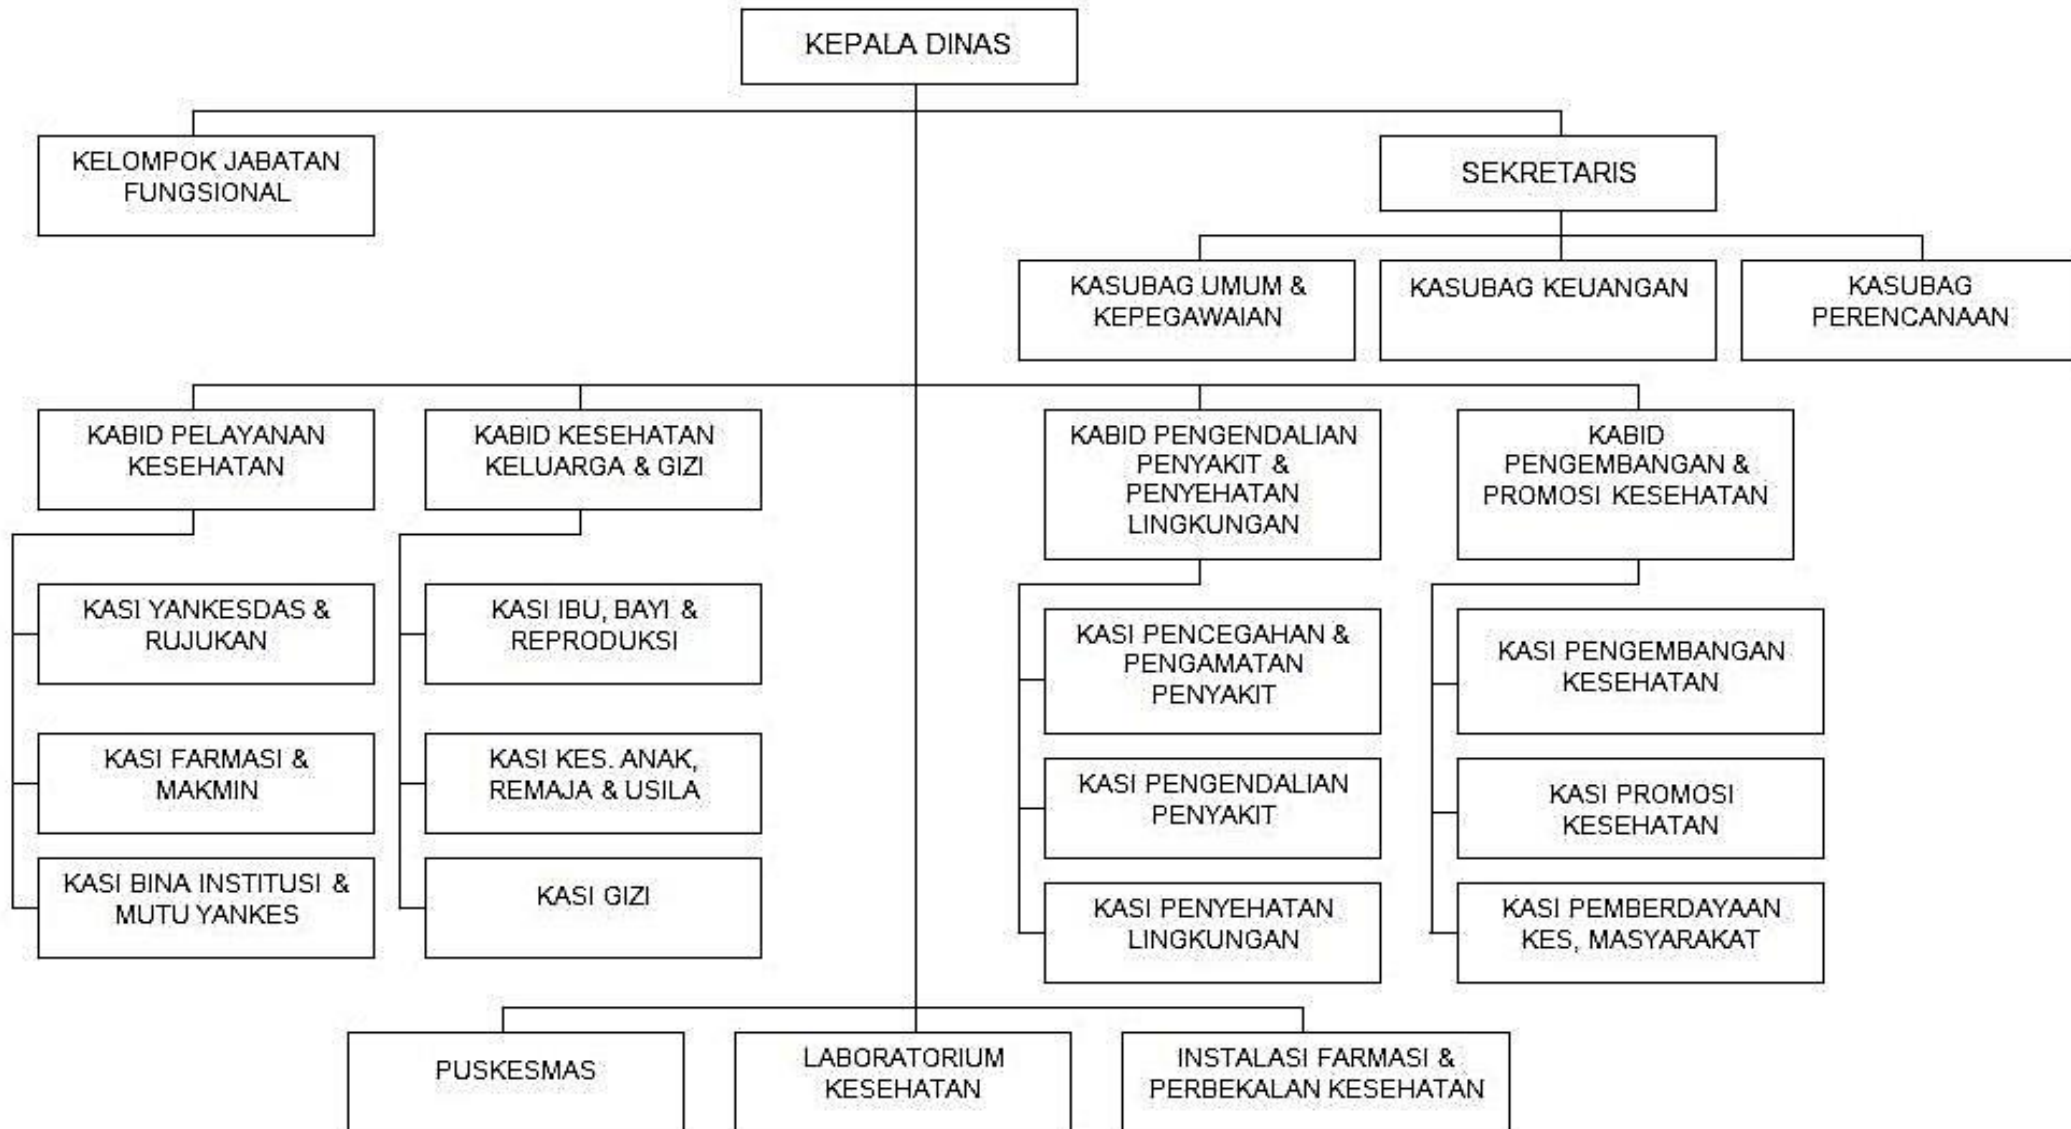 KEPALA DINAS
KELOMPOK JABATAN
FUNGSIONAL
SEKRETARIS
KASUBAG UMUM &
KEPEGAWAIAN
KASUBAG KEUANGAN
KASUBAG
PERENCANAAN
KABID PELAYANAN
KESEHATAN
KABID KESEHATAN
KELUARGA & GIZI
KABID PENGENDALIAN
PENYAKIT &
PENYEHATAN
LINGKUNGAN
KABID
PENGEMBANGAN &
PROMOSI KESEHATAN
KASI YANKESDAS &
RUJUKAN
KASI FARMASI &
MAKMIN
KASI BINA INSTITUSI &
MUTU YANKES
KASI IBU, BAYI &
REPRODUKSI
KASI KES. ANAK,
REMAJA & USILA
KASI GIZI
KASI PENCEGAHAN &
PENGAMATAN
PENYAKIT
KASI PENGENDALIAN
PENYAKIT
KASI PENYEHATAN
LINGKUNGAN
KASI PENGEMBANGAN
KESEHATAN
KASI PROMOSI
KESEHATAN
KASI PEMBERDAYAAN
KES, MASYARAKAT
PUSKESMAS
LABORATORIUM
KESEHATAN
INSTALASI FARMASI &
PERBEKALAN KESEHATAN